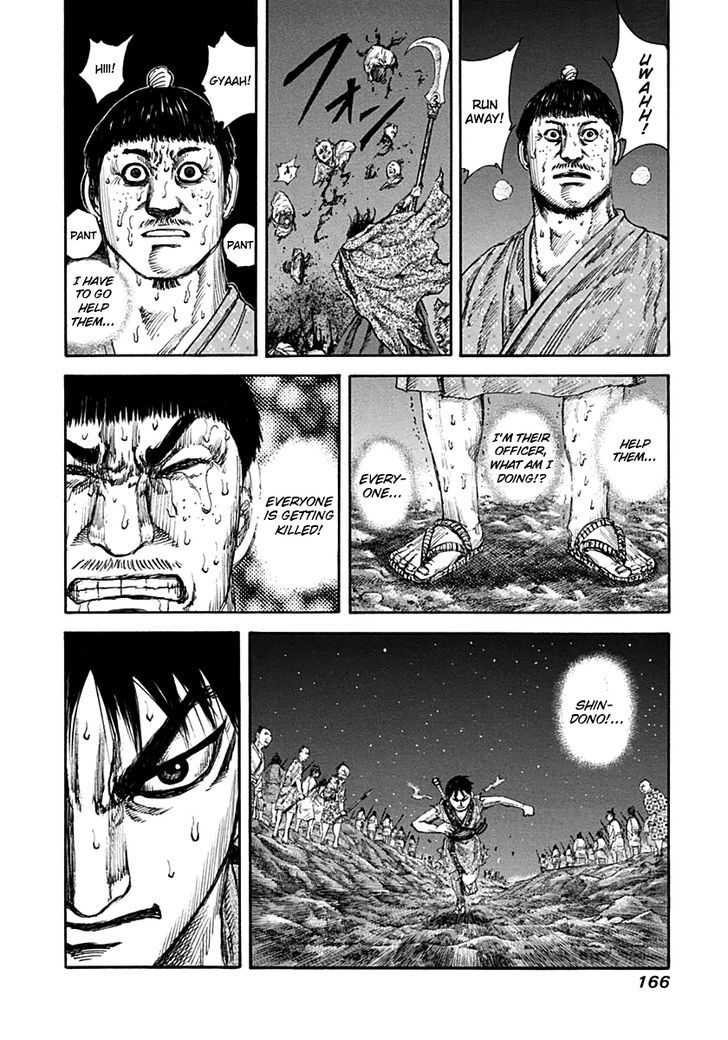 UWAHH!
RUN
AWAY!
フォン
GYAAH!
HIII!
PANT
PANT
I HAVE
TO GO
HELP
THEM...
HELP
THEM...
I'M THEIR
OFFICER,
WHAT AM I
DOING!?
EVERY-
ONE...
EVERYONE
IS GETTING
KILLED!
SHIN-
DONO!...
166